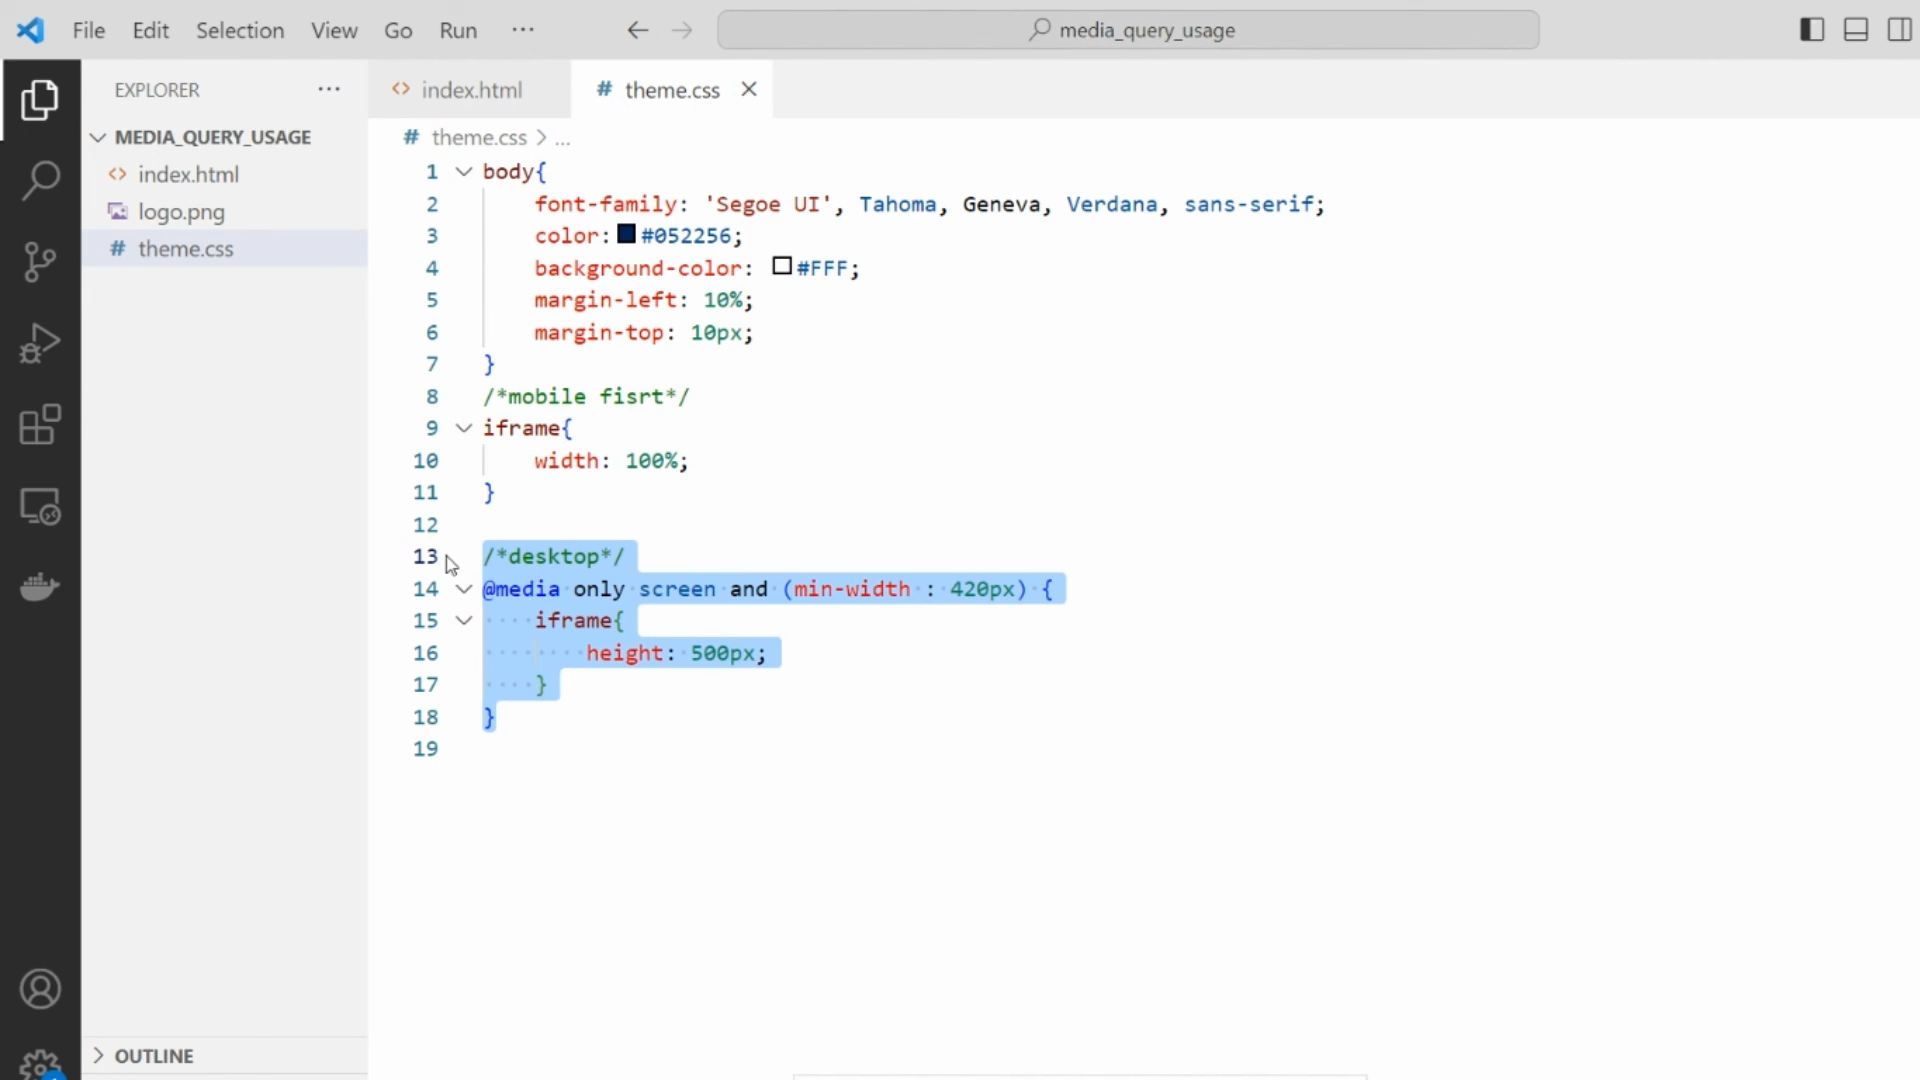 File Edit Selection View Go Run ··· media_query_usage
EXPLORER ···
MEDIA_QUERY_USAGE
index.html
logo.png
# theme.css
OUTLINE
index.html # theme.css
# theme.css > ...
1 body{
2 font-family: 'Segoe UI', Tahoma, Geneva, Verdana, sans-serif;
3 color: #052256;
4 background-color: #FFF;
5 margin-left: 10%;
6 margin-top: 10px;
7 }
8 /*mobile fisrt*/
9 iframe{
10 width: 100%;
11 }
12
13 /*desktop*/
14 @media only screen and (min-width : 420px) {
15 iframe{
16 height: 500px;
17 }
18 }
19